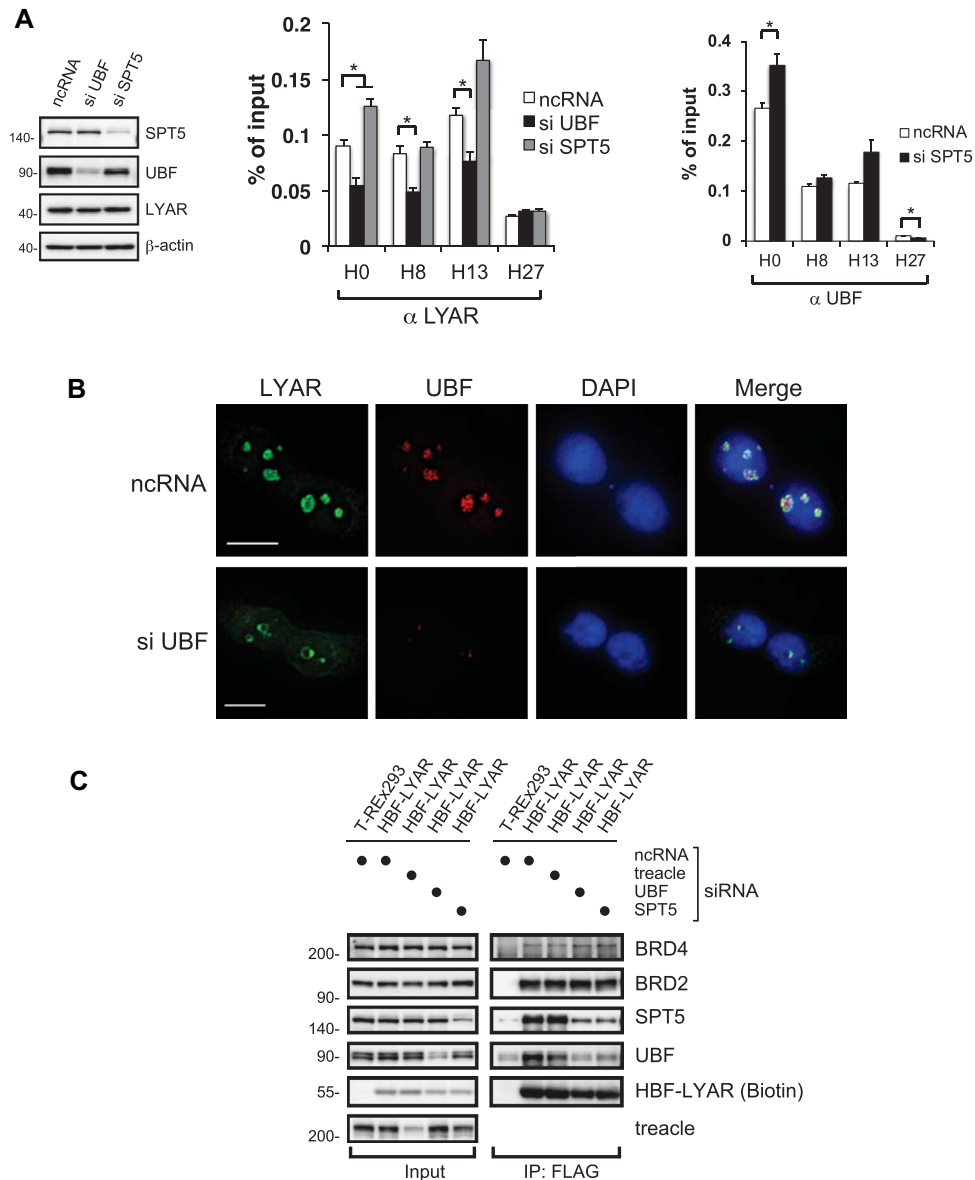 A
ncRNA
si UBF
si SPT5
140-
SPT5
90-
UBF
40-
LYAR
40-
β-actin
% of input
0.2
0.15
0.1
0.05
0
*
*
*
ncRNA
si UBF
si SPT5
H0 H8 H13 H27
α LYAR
% of input
0.4
0.3
0.2
0.1
0
*
*
ncRNA
si SPT5
H0 H8 H13 H27
α UBF
B
LYAR UBF DAPI Merge
ncRNA
si UBF
C
T-REx293
HBF-LYAR
HBF-LYAR
HBF-LYAR
HBF-LYAR
T-REx293
HBF-LYAR
HBF-LYAR
HBF-LYAR
HBF-LYAR
ncRNA
treacle
UBF
SPT5
siRNA
200-
BRD4
BRD2
90-
SPT5
140-
90-
UBF
55-
HBF-LYAR (Biotin)
200-
treacle
Input
IP: FLAG